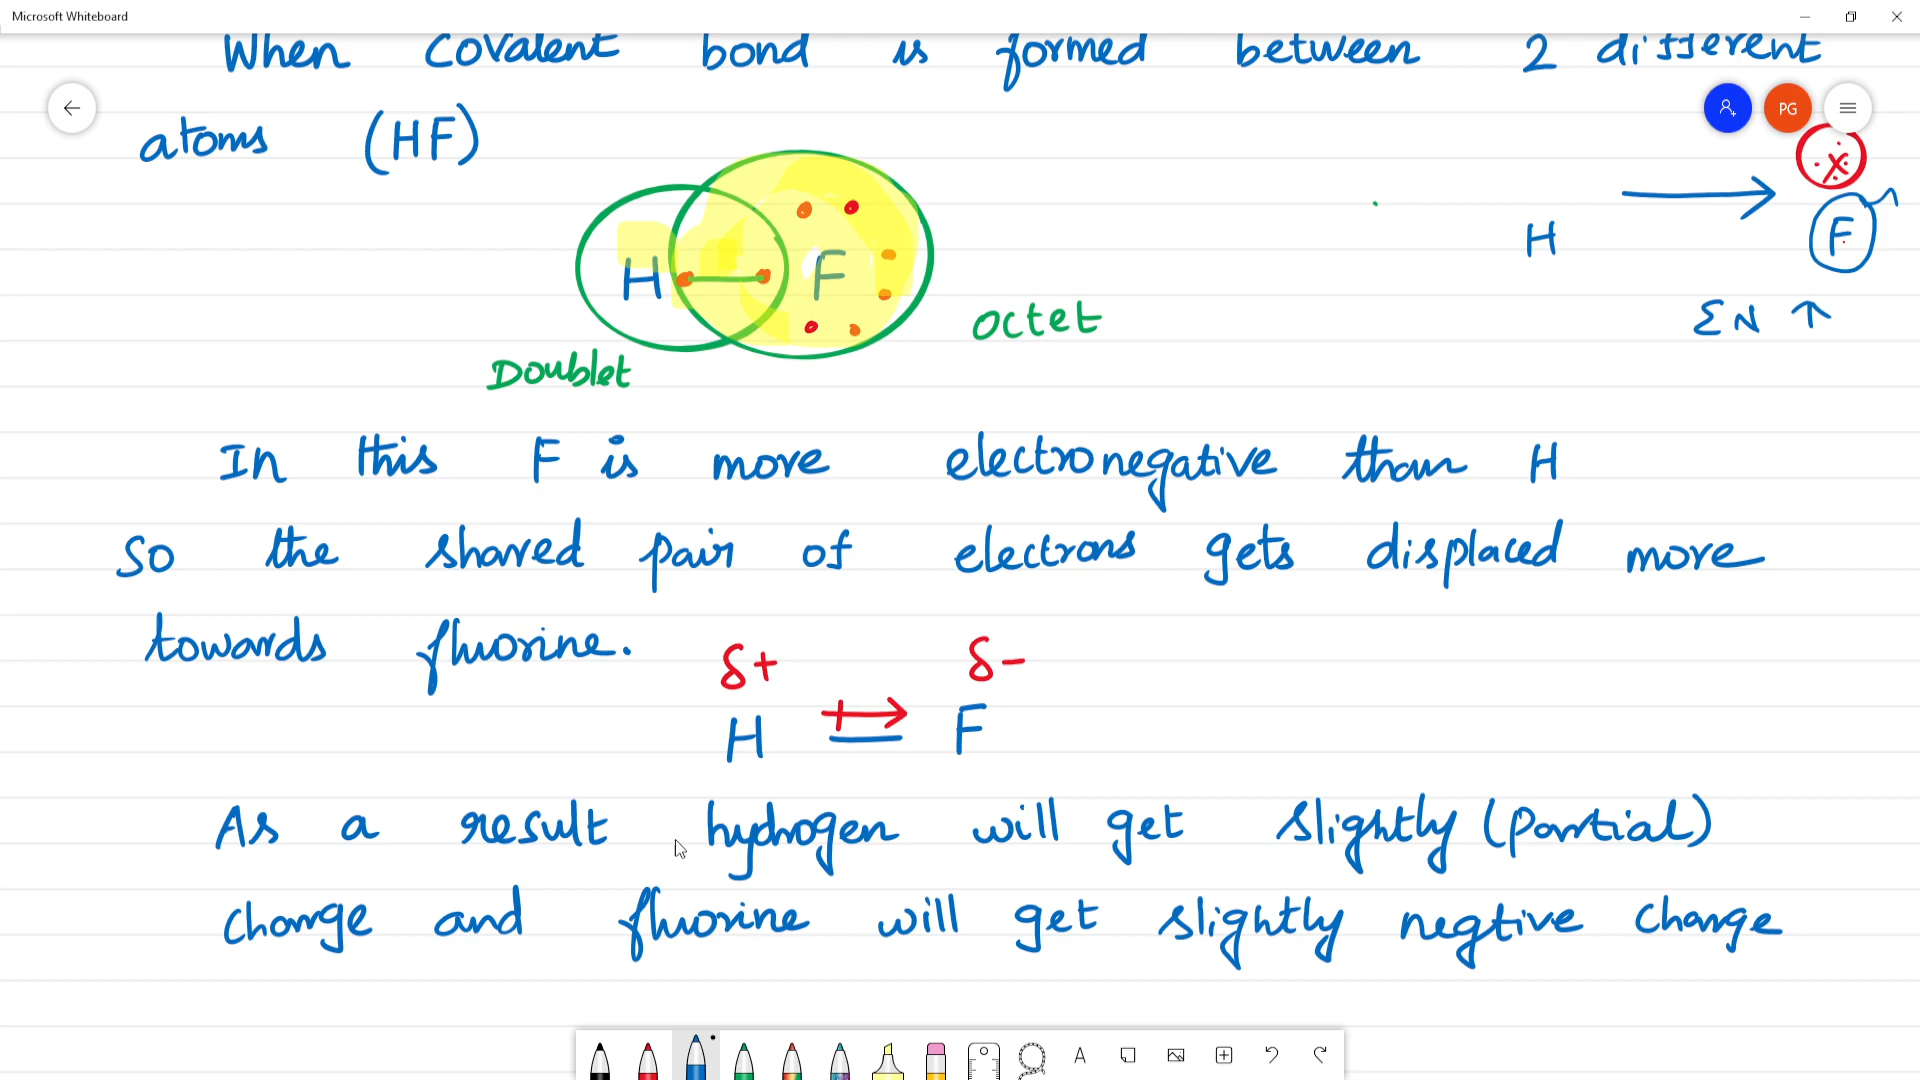 Microsoft Whiteboard
When covalent bond is formed between 2 different
atoms (HF)
PG
H F
H → F
EN ↑
Octet
Doublet
In this F is more electronegative than H
So the shared pair of electrons gets displaced more
towards fluorine.
δ+ δ-
H F
As a result hydrogen will get slightly (partial)
charge and fluorine will get slightly negtive charge
A